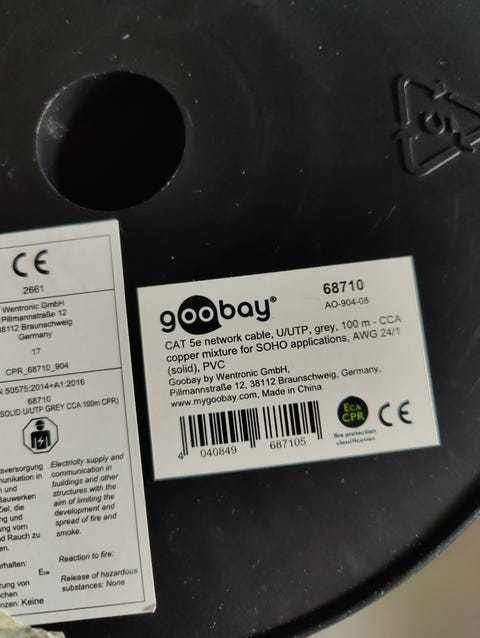 2661
Wentronic GmbH
Pillmannstraße 12
38112 Braunschweig
Germany
17
CPR_68710_904
50575:2014+A1:2016
68710
SOLID U/UTP GREY CCA 100m CPR)
Electricity supply and
communication in
buildings and other
structures with the
aim of limiting the
development and
spread of fire and
smoke.
Reaction to fire:
Eca
Release of hazardous
substances: None
Keine
goobay®
68710
AO-904-08
CAT 5e network cable, U/UTP, grey, 100 m - CCA
copper mixture for SOHO applications, AWG 24/1
(solid), PVC
Goobay by Wentronic GmbH,
Pillmannstraße 12, 38112 Braunschweig, Germany,
www.mygoobay.com, Made in China
ECA
CPR
fire protection
classification
CE
4 040849 687105
CE